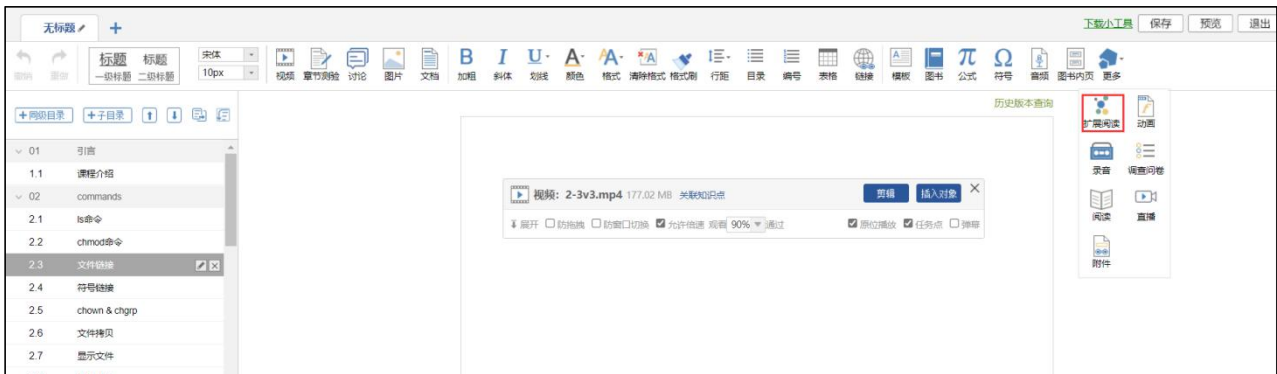 无标题
下载小工具 保存 预览 退出
撤销 重做 标题 标题 一级标题 二级标题 宋体 10px
视频 章节测验 讨论 图片 文档 B 加粗 I 斜体 U 划线 A 颜色 格式 清除格式 格式刷 行距 目录 编号 表格 链接 模板 图书 π 公式 Ω 符号 音频 图书内页 更多
+同级目录 +子目录
历史版本查询
扩展阅读 动画
录音 调查问卷
阅读 直播
附件
01 引言
1.1 课程介绍
02 commands
2.1 ls命令
2.2 chmod命令
2.3 文件链接
2.4 符号链接
2.5 chown & chgrp
2.6 文件拷贝
2.7 显示文件
视频: 2-3v3.mp4 177.02 MB 关联知识点 剪辑 插入对象
展开 防拖拽 防窗口切换 允许倍速 观看 90% 通过 原位播放 任务点 弹幕